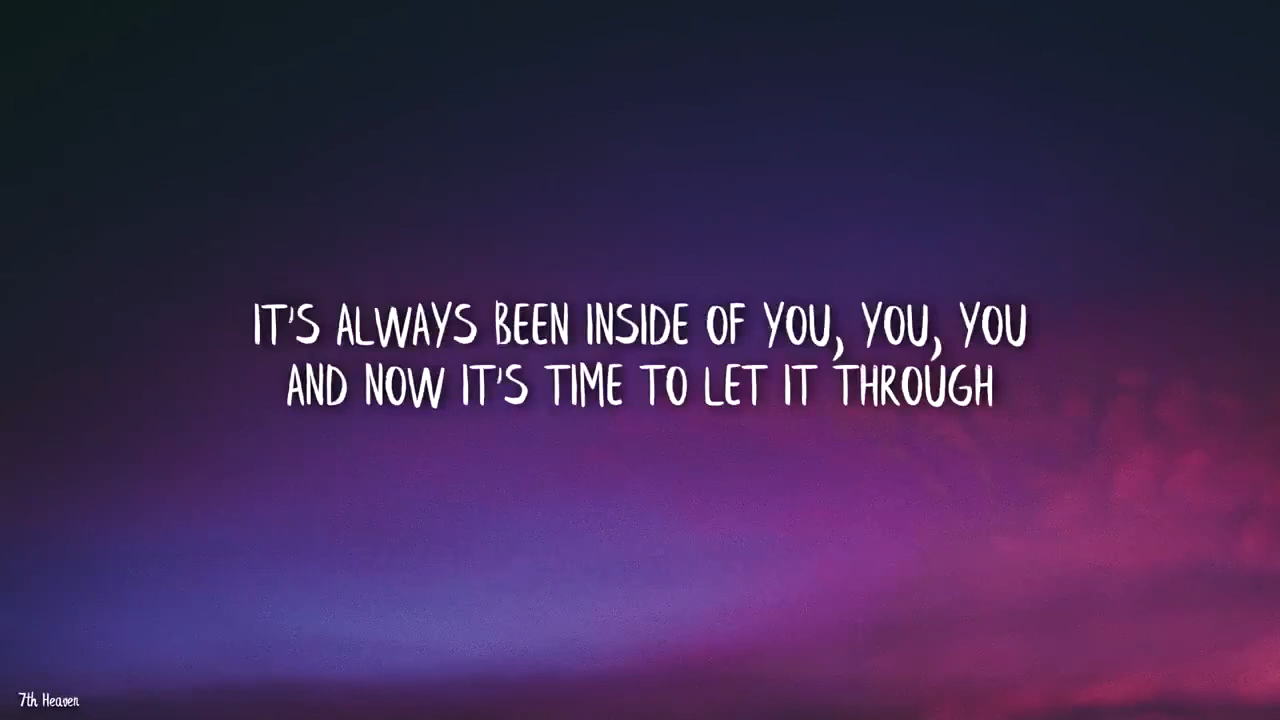 IT'S ALWAYS BEEN INSIDE OF YOU, YOU, YOU
AND NOW IT'S TIME TO LET IT THROUGH
7th Heaven